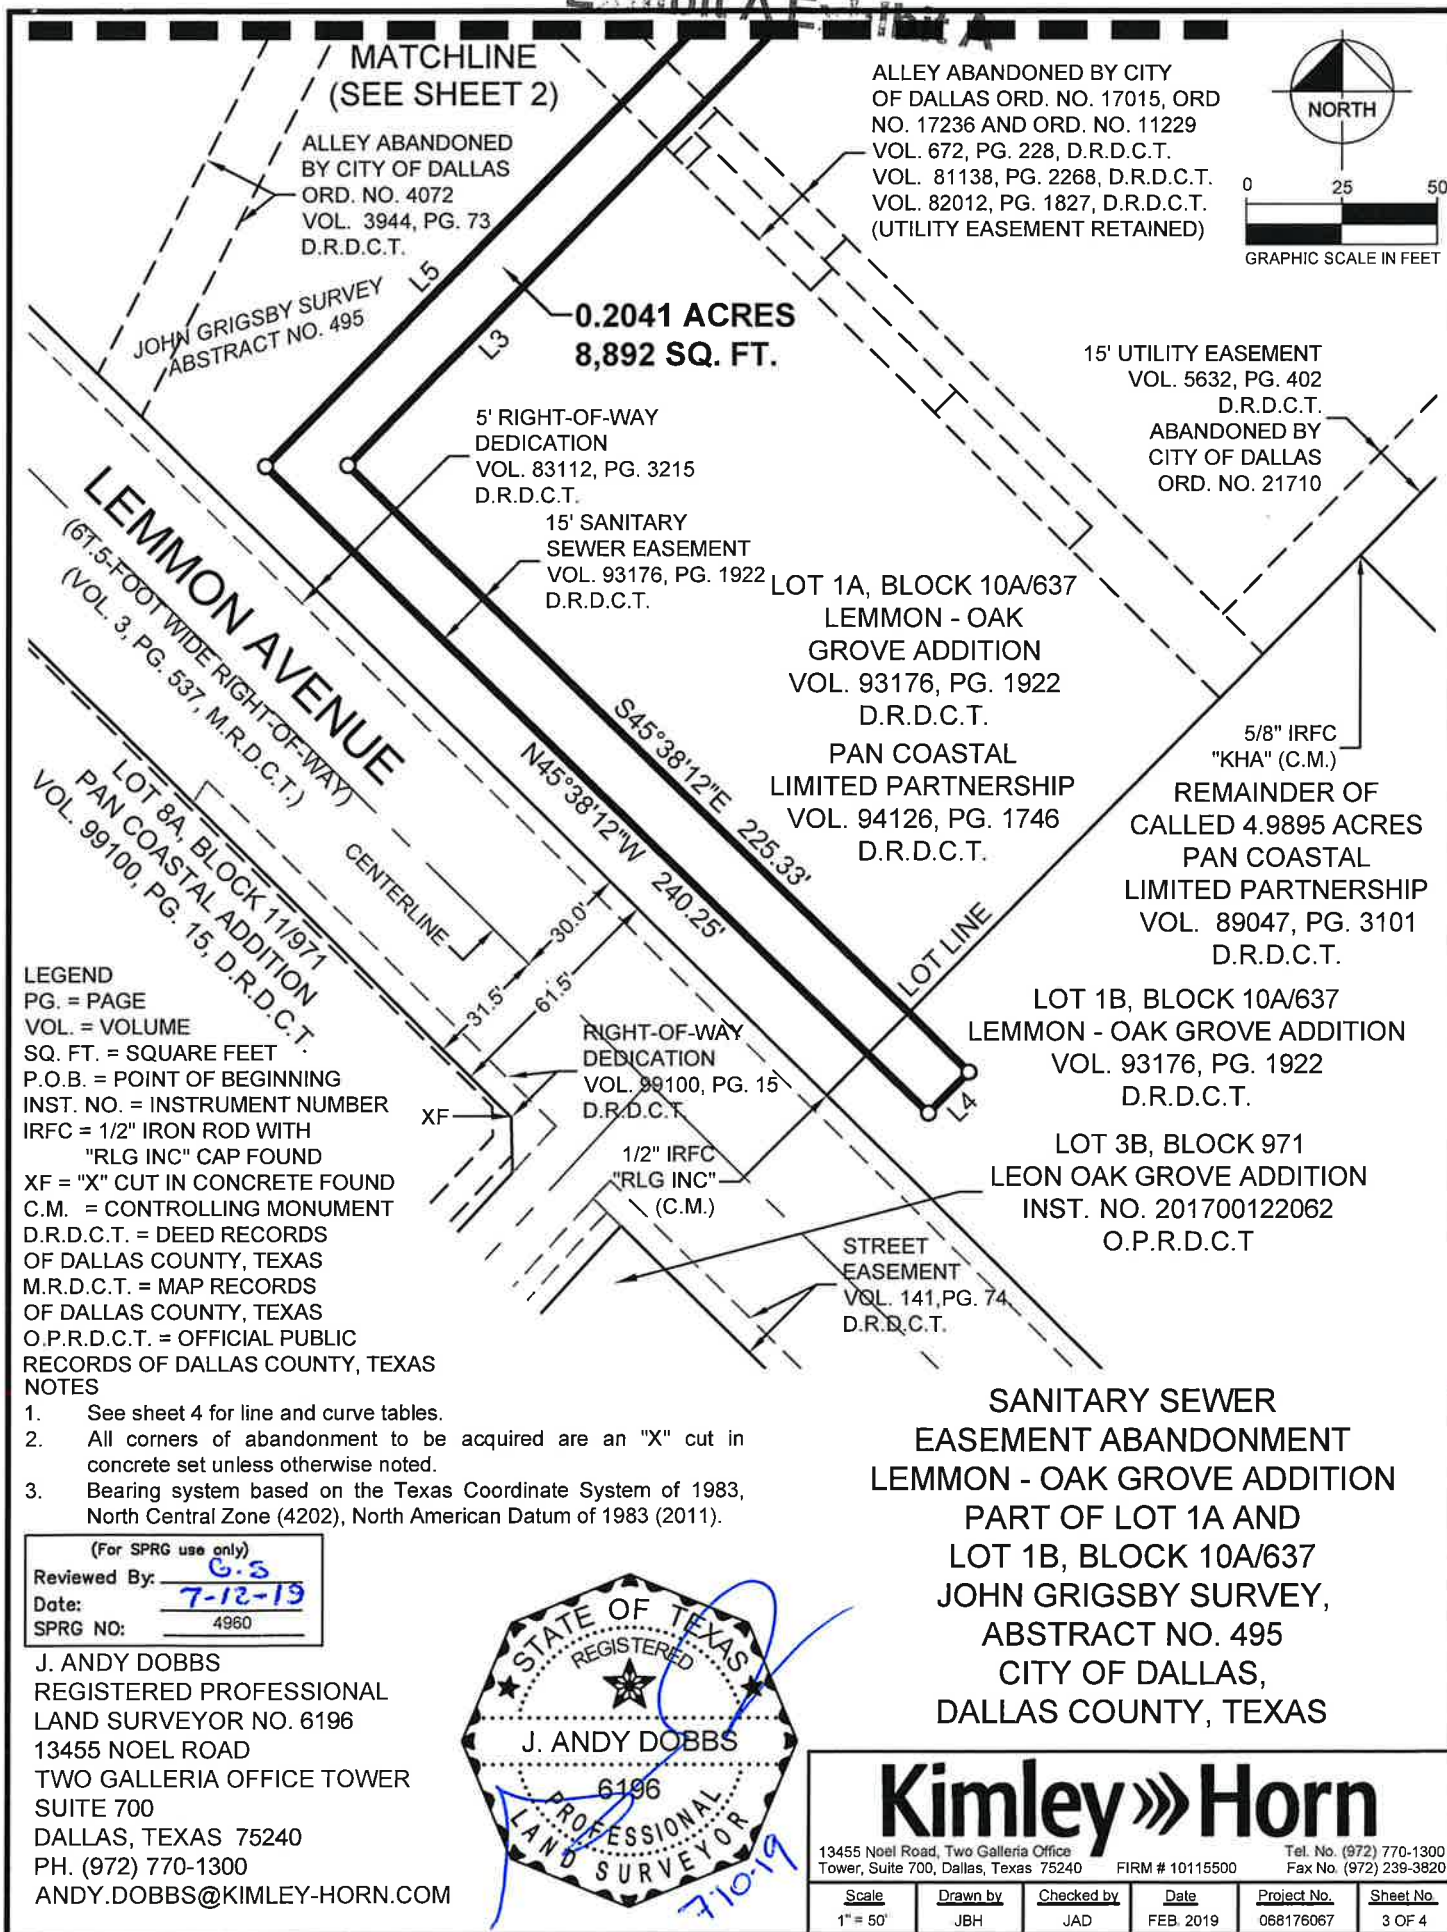 Exhibit A Exhibit A
MATCHLINE
(SEE SHEET 2)
ALLEY ABANDONED
BY CITY OF DALLAS
ORD. NO. 4072
VOL. 3944, PG. 73
D.R.D.C.T.
ALLEY ABANDONED BY CITY
OF DALLAS ORD. NO. 17015, ORD
NO. 17236 AND ORD. NO. 11229
VOL. 672, PG. 228, D.R.D.C.T.
VOL. 81138, PG. 2268, D.R.D.C.T.
VOL. 82012, PG. 1827, D.R.D.C.T.
(UTILITY EASEMENT RETAINED)
NORTH
0 25 50
GRAPHIC SCALE IN FEET
JOHN GRIGSBY SURVEY
ABSTRACT NO. 495
L5
L3
0.2041 ACRES
8,892 SQ. FT.
15' UTILITY EASEMENT
VOL. 5632, PG. 402
D.R.D.C.T.
ABANDONED BY
CITY OF DALLAS
ORD. NO. 21710
5' RIGHT-OF-WAY
DEDICATION
VOL. 83112, PG. 3215
D.R.D.C.T.
15' SANITARY
SEWER EASEMENT
VOL. 93176, PG. 1922
D.R.D.C.T.
LEMMON AVENUE
(61.5-FOOT WIDE RIGHT-OF-WAY)
(VOL. 3, PG. 537, M.R.D.C.T.)
LOT 1A, BLOCK 10A/637
LEMMON - OAK
GROVE ADDITION
VOL. 93176, PG. 1922
D.R.D.C.T.
PAN COASTAL
LIMITED PARTNERSHIP
VOL. 94126, PG. 1746
D.R.D.C.T.
S45°38'12"E 225.33'
N45°38'12"W 240.25'
5/8" IRFC
"KHA" (C.M.)
REMAINDER OF
CALLED 4.9895 ACRES
PAN COASTAL
LIMITED PARTNERSHIP
VOL. 89047, PG. 3101
D.R.D.C.T.
LOT 8A, BLOCK 11/971
PAN COASTAL ADDITION
VOL. 99100, PG. 15, D.R.D.C.T.
CENTERLINE
30.0'
31.5'
61.5'
LOT LINE
LOT 1B, BLOCK 10A/637
LEMMON - OAK GROVE ADDITION
VOL. 93176, PG. 1922
D.R.D.C.T.
RIGHT-OF-WAY
DEDICATION
VOL. 99100, PG. 15
D.R.D.C.T.
XF
L4
1/2" IRFC
"RLG INC"
(C.M.)
LOT 3B, BLOCK 971
LEON OAK GROVE ADDITION
INST. NO. 201700122062
O.P.R.D.C.T
STREET
EASEMENT
VOL. 141,PG. 74,
D.R.D.C.T.
LEGEND
PG. = PAGE
VOL. = VOLUME
SQ. FT. = SQUARE FEET
P.O.B. = POINT OF BEGINNING
INST. NO. = INSTRUMENT NUMBER
IRFC = 1/2" IRON ROD WITH
"RLG INC" CAP FOUND
XF = "X" CUT IN CONCRETE FOUND
C.M. = CONTROLLING MONUMENT
D.R.D.C.T. = DEED RECORDS
OF DALLAS COUNTY, TEXAS
M.R.D.C.T. = MAP RECORDS
OF DALLAS COUNTY, TEXAS
O.P.R.D.C.T. = OFFICIAL PUBLIC
RECORDS OF DALLAS COUNTY, TEXAS
NOTES
1. See sheet 4 for line and curve tables.
2. All corners of abandonment to be acquired are an "X" cut in
concrete set unless otherwise noted.
3. Bearing system based on the Texas Coordinate System of 1983,
North Central Zone (4202), North American Datum of 1983 (2011).
SANITARY SEWER
EASEMENT ABANDONMENT
LEMMON - OAK GROVE ADDITION
PART OF LOT 1A AND
LOT 1B, BLOCK 10A/637
JOHN GRIGSBY SURVEY,
ABSTRACT NO. 495
CITY OF DALLAS,
DALLAS COUNTY, TEXAS
(For SPRG use only)
Reviewed By: G.S
Date: 7-12-19
SPRG NO: 4960
J. ANDY DOBBS
REGISTERED PROFESSIONAL
LAND SURVEYOR NO. 6196
13455 NOEL ROAD
TWO GALLERIA OFFICE TOWER
SUITE 700
DALLAS, TEXAS 75240
PH. (972) 770-1300
ANDY.DOBBS@KIMLEY-HORN.COM
STATE OF TEXAS
REGISTERED
J. ANDY DOBBS
6196
PROFESSIONAL
LAND SURVEYOR
7-10-19
Kimley»Horn
13455 Noel Road, Two Galleria Office
Tower, Suite 700, Dallas, Texas 75240 FIRM # 10115500
Tel. No. (972) 770-1300
Fax No. (972) 239-3820
Scale Drawn by Checked by Date Project No. Sheet No.
1" = 50' JBH JAD FEB. 2019 068176067 3 OF 4